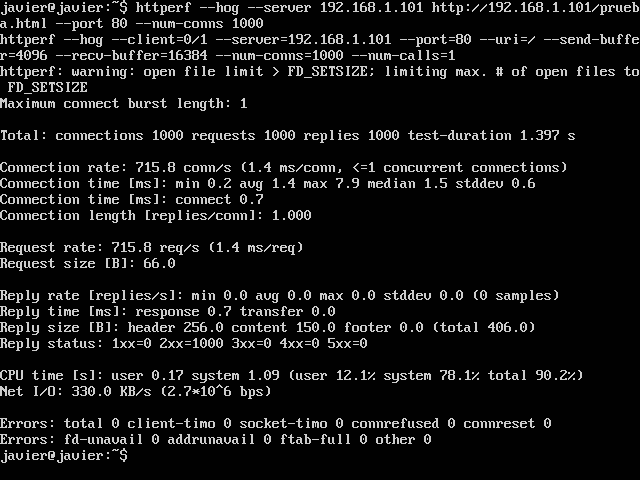 javier@javier:~$ httperf --hog --server 192.168.1.101 http://192.168.1.101/prueb
a.html --port 80 --num-conns 1000
httperf --hog --client=0/1 --server=192.168.1.101 --port=80 --uri=/ --send-buffe
r=4096 --recv-buffer=16384 --num-conns=1000 --num-calls=1
httperf: warning: open file limit > FD_SETSIZE; limiting max. # of open files to
 FD_SETSIZE
Maximum connect burst length: 1

Total: connections 1000 requests 1000 replies 1000 test-duration 1.397 s

Connection rate: 715.8 conn/s (1.4 ms/conn, <=1 concurrent connections)
Connection time [ms]: min 0.2 avg 1.4 max 7.9 median 1.5 stddev 0.6
Connection time [ms]: connect 0.7
Connection length [replies/conn]: 1.000

Request rate: 715.8 req/s (1.4 ms/req)
Request size [B]: 66.0

Reply rate [replies/s]: min 0.0 avg 0.0 max 0.0 stddev 0.0 (0 samples)
Reply time [ms]: response 0.7 transfer 0.0
Reply size [B]: header 256.0 content 150.0 footer 0.0 (total 406.0)
Reply status: 1xx=0 2xx=1000 3xx=0 4xx=0 5xx=0

CPU time [s]: user 0.17 system 1.09 (user 12.1% system 78.1% total 90.2%)
Net I/O: 330.0 KB/s (2.7*10^6 bps)

Errors: total 0 client-timo 0 socket-timo 0 connrefused 0 connreset 0
Errors: fd-unavail 0 addrunavail 0 ftab-full 0 other 0
javier@javier:~$